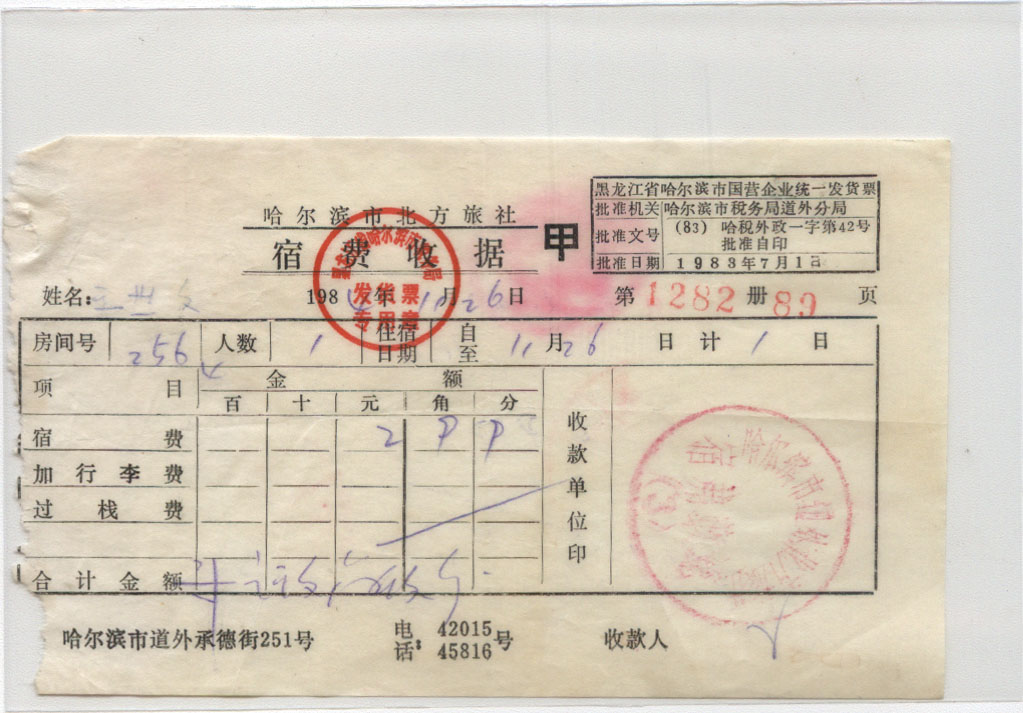 黑龙江省哈尔滨市国营企业统一发货票
批准机关 哈尔滨市税务局道外分局
批准文号 (83) 哈税外政一字第42号
批准自印
批准日期 1983年7月1日
哈尔滨市北方旅社
宿费收据 甲
发货票
专用章
姓名: 198 年 月 26 日 第 1282 册 89 页
房间号 256 人数 1 住宿日期 自至 11 月 26 日 计 1 日
项目 金额
百 十 元 角 分
宿费 2
加行李费
过栈费
合计金额
收款单位印
哈尔滨市道外承德街251号 电话: 42015 45816 号 收款人